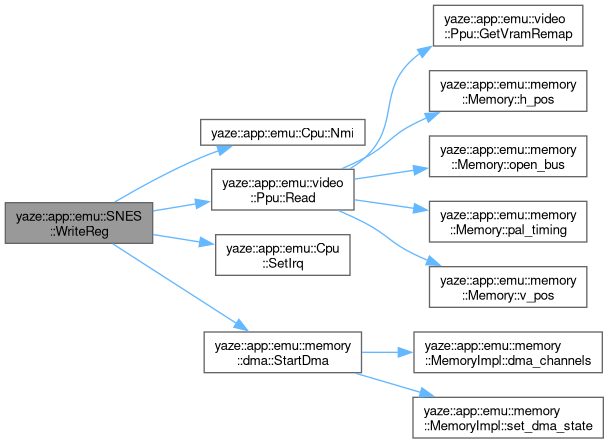 yaze::app::emu::SNES
::WriteReg
yaze::app::emu::Cpu::Nmi
yaze::app::emu::video
::Ppu::Read
yaze::app::emu::Cpu
::SetIrq
yaze::app::emu::memory
::dma::StartDma
yaze::app::emu::video
::Ppu::GetVramRemap
yaze::app::emu::memory
::Memory::h_pos
yaze::app::emu::memory
::Memory::open_bus
yaze::app::emu::memory
::Memory::pal_timing
yaze::app::emu::memory
::Memory::v_pos
yaze::app::emu::memory
::MemoryImpl::dma_channels
yaze::app::emu::memory
::MemoryImpl::set_dma_state